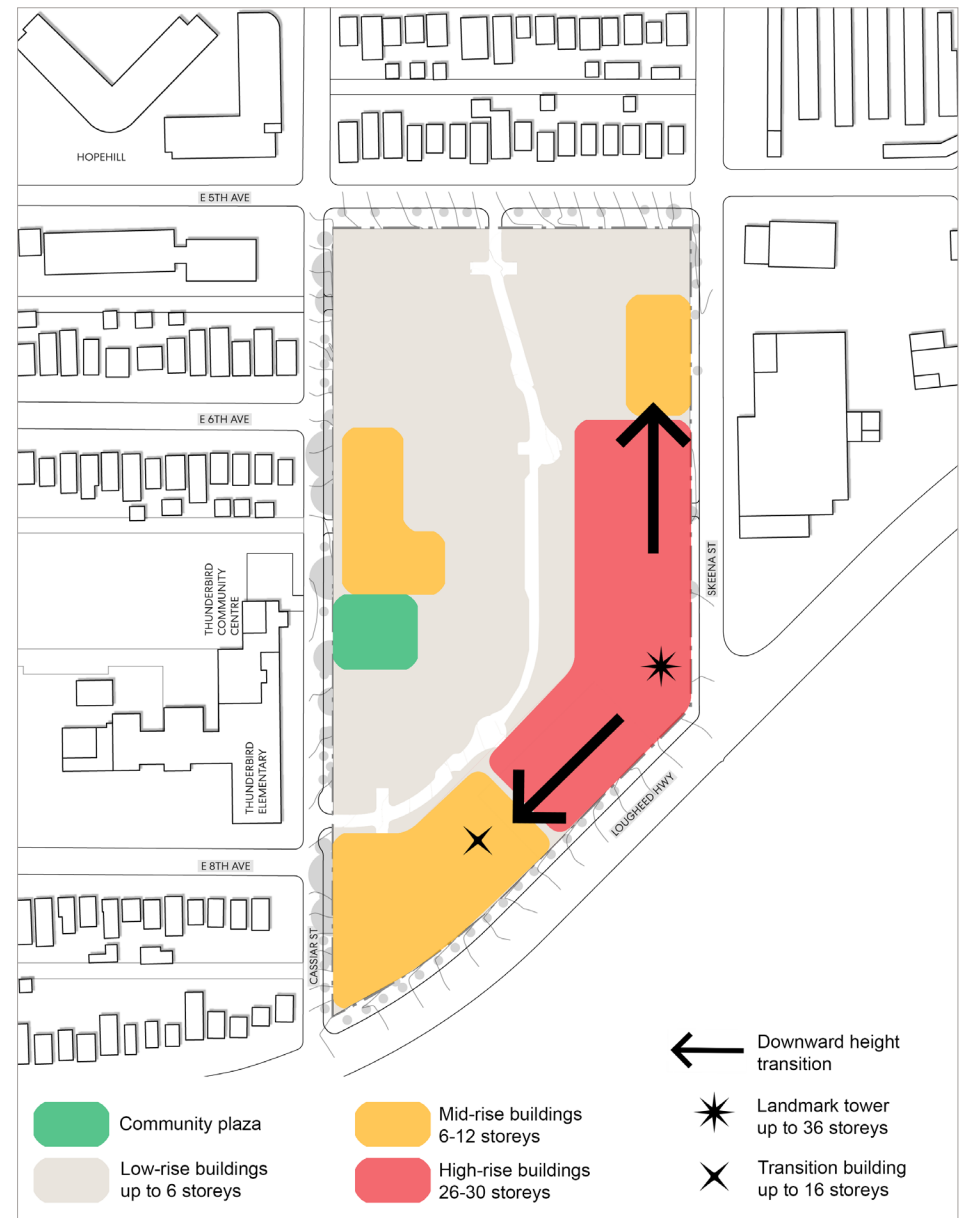 HOPEHILL
E 5TH AVE
E 6TH AVE
SKEENA ST
THUNDERBIRD
COMMUNITY
CENTRE
THUNDERBIRD
ELEMENTARY
LOUGHEED HWY
E 8TH AVE
CASSIAR ST
Downward height
transition
Community plaza
Mid-rise buildings
6-12 storeys
Landmark tower
up to 36 storeys
Low-rise buildings
up to 6 storeys
High-rise buildings
26-30 storeys
Transition building
up to 16 storeys